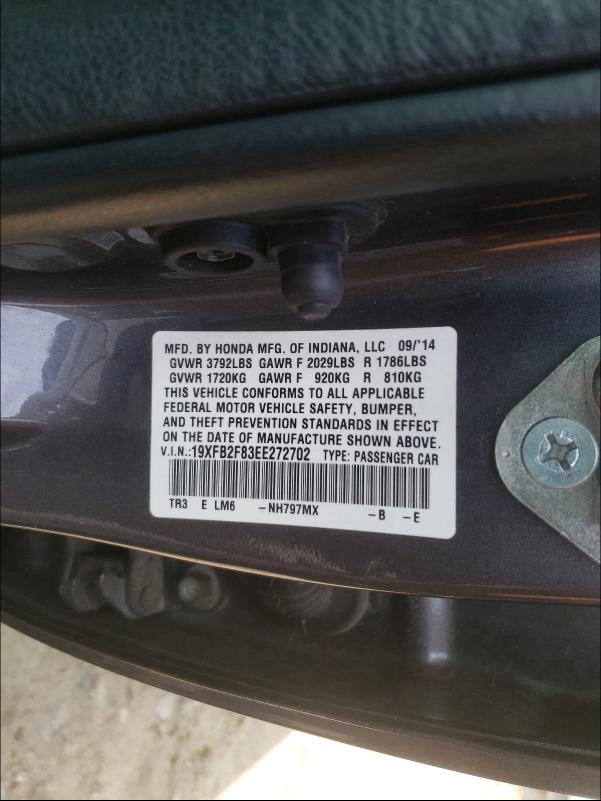 MFD. BY HONDA MFG. OF INDIANA, LLC 09/'14
GVWR 3792LBS GAWR F 2029LBS R 1786LBS
GVWR 1720KG GAWR F 920KG R 810KG
THIS VEHICLE CONFORMS TO ALL APPLICABLE
FEDERAL MOTOR VEHICLE SAFETY, BUMPER,
AND THEFT PREVENTION STANDARDS IN EFFECT
ON THE DATE OF MANUFACTURE SHOWN ABOVE.
V.I.N.:19XFB2F83EE272702 TYPE: PASSENGER CAR
TR3 E LM6 -NH797MX -B -E